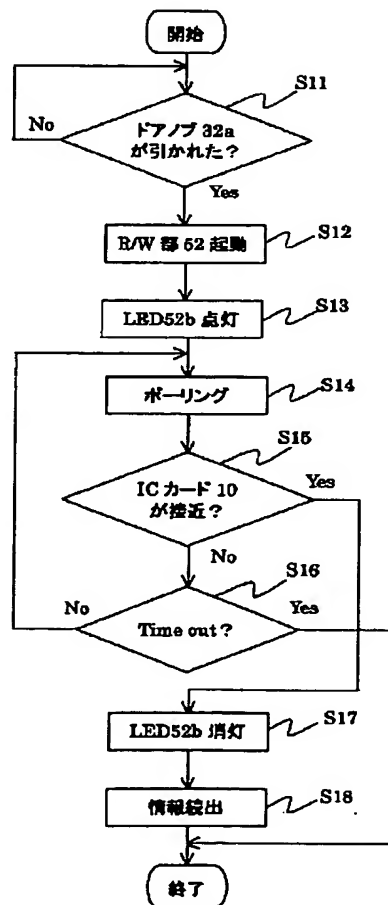 開始
S11
No
ドアノブ 32a
が引かれた？
Yes
S12
R/W 部 52 起動
S13
LED52b 点灯
S14
ポーリング
S15
IC カード 10
が接近？
Yes
No
S16
No
Time out？
Yes
S17
LED52b 消灯
S18
情報読出
終了